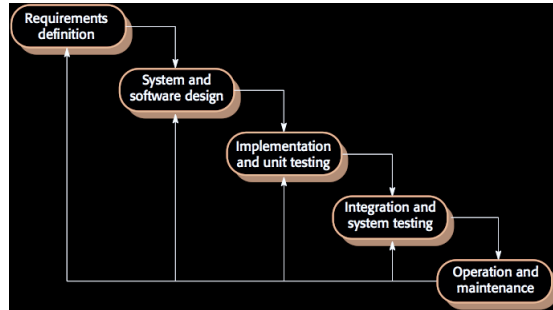 Requirements
definition
System and
software design
Implementation
and unit testing
Integration and
system testing
Operation and
maintenance